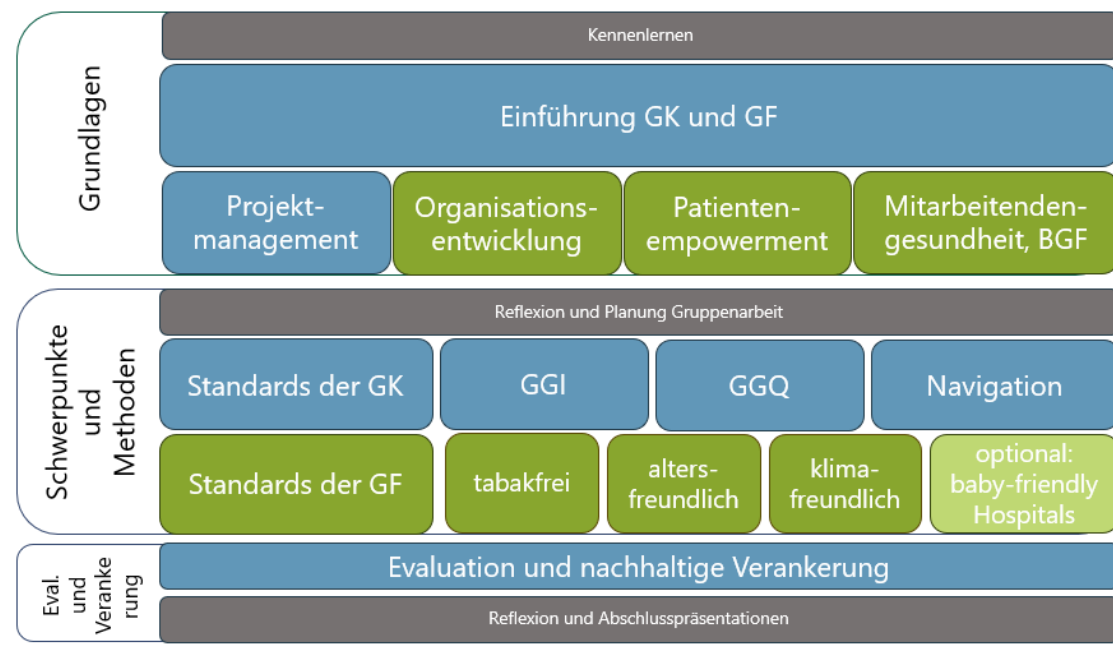 Grundlagen
Kennenlernen
Einführung GK und GF
Projekt-
management
Organisations-
entwicklung
Patienten-
empowerment
Mitarbeitenden-
gesundheit, BGF
Schwerpunkte
und
Methoden
Reflexion und Planung Gruppenarbeit
Standards der GK
GGI
GGQ
Navigation
Standards der GF
tabakfrei
alters-
freundlich
klima-
freundlich
optional:
baby-friendly
Hospitals
Eval.
und
Veranke
rung
Evaluation und nachhaltige Verankerung
Reflexion und Abschlusspräsentationen